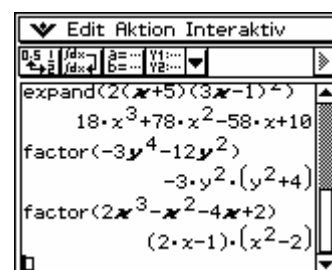 Edit Aktion Interaktiv
expand(2(x+5)(3x-1)²)
18·x³+78·x²-58·x+10
factor(-3y⁴-12y²)
-3·y²·(y²+4)
factor(2x³-x²-4x+2)
(2·x-1)·(x²-2)